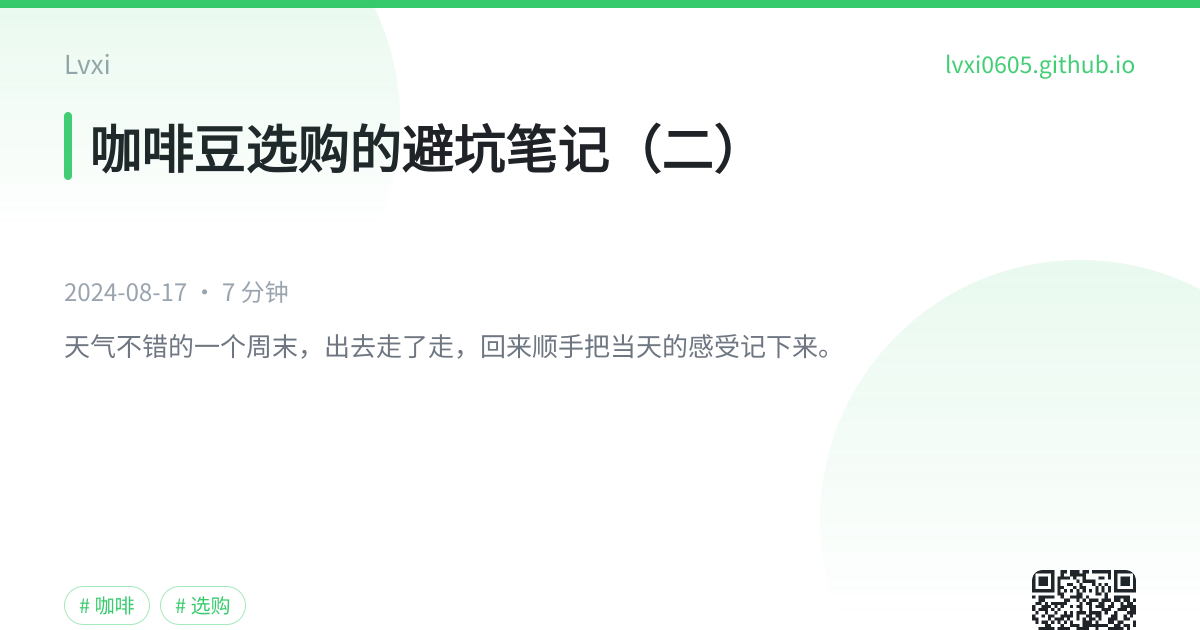 Lvxi
lvxi0605.github.io
咖啡豆选购的避坑笔记（二）
2024-08-17 · 7 分钟
天气不错的一个周末，出去走了走，回来顺手把当天的感受记下来。
# 咖啡
# 选购